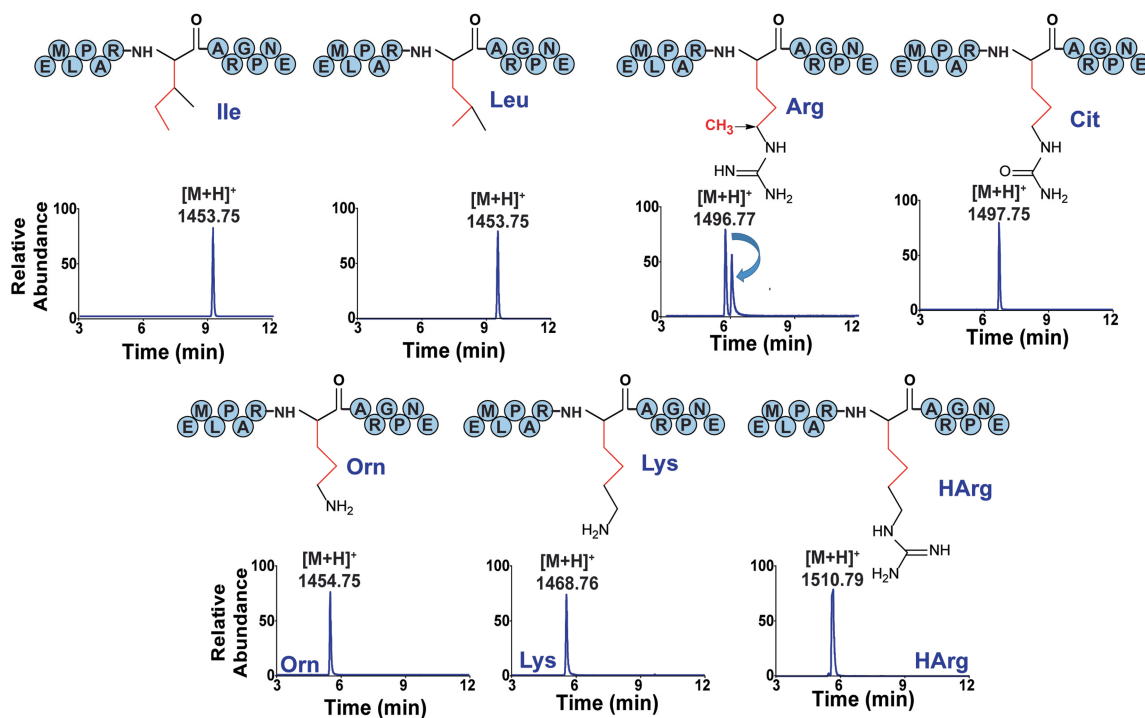 M P R NH O A G N
E L A R P E
Ile
[M+H]+
1453.75
Relative
Abundance
100
50
0
3 6 9 12
Time (min)
M P R NH O A G N
E L A R P E
Leu
[M+H]+
1453.75
100
50
0
3 6 9 12
Time (min)
M P R NH O A G N E
E L A R P E
Arg
CH3
NH
HN
NH2
[M+H]+
1496.77
100
50
0
3 6 9 12
Time (min)
M P R NH O A G N E
E L A R P E
Cit
NH
O
NH2
[M+H]+
1497.75
100
50
0
3 6 9 12
Time (min)
M P R NH O A G N
E L A R P E
Orn
NH2
[M+H]+
1454.75
Relative
Abundance
100
50
0
Orn
3 6 9 12
Time (min)
M P R NH O A G N
E L A R P E
Lys
H2N
[M+H]+
1468.76
100
50
0
Lys
3 6 9 12
Time (min)
M P R NH O A G N
E L A R P E
HArg
HN
NH
H2N
[M+H]+
1510.79
100
50
0
HArg
3 6 9 12
Time (min)